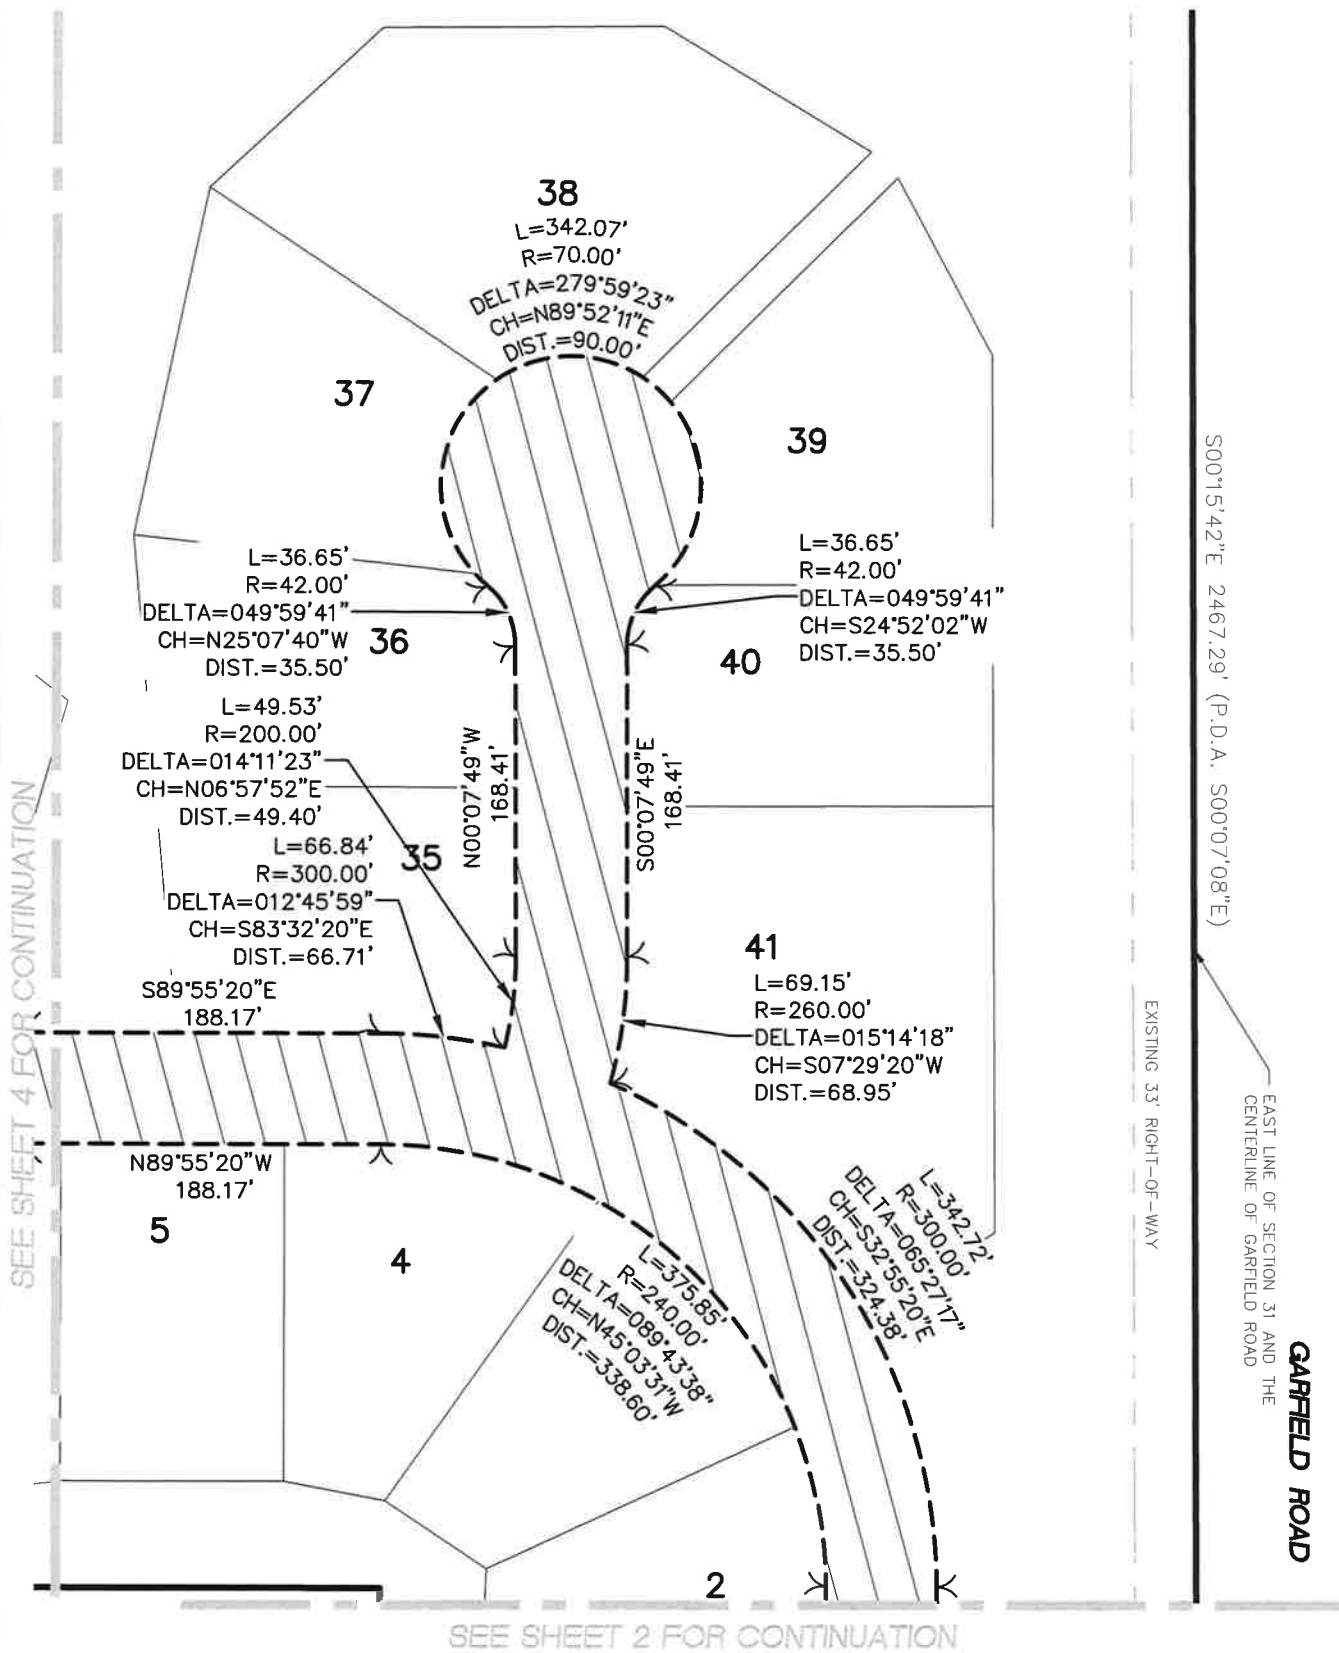 38
L=342.07'
R=70.00'
DELTA=279°59'23"
CH=N89°52'11"E
DIST.=90.00'
37
39
L=36.65'
R=42.00'
DELTA=049°59'41"
CH=N25°07'40"W
DIST.=35.50'
36
L=36.65'
R=42.00'
DELTA=049°59'41"
CH=S24°52'02"W
DIST.=35.50'
40
L=49.53'
R=200.00'
DELTA=014°11'23"
CH=N06°57'52"E
DIST.=49.40'
N00°07'49"W
168.41'
S00°07'49"E
168.41'
35
L=66.84'
R=300.00'
DELTA=012°45'59"
CH=S83°32'20"E
DIST.=66.71'
S89°55'20"E
188.17'
41
L=69.15'
R=260.00'
DELTA=015°14'18"
CH=S07°29'20"W
DIST.=68.95'
N89°55'20"W
188.17'
5
4
L=375.85'
R=240.00'
DELTA=089°43'38"
CH=N45°03'31"W
DIST.=338.60'
L=342.72'
R=300.00'
DELTA=065°27'17"
CH=S32°55'20"E
DIST.=324.38'
2
SEE SHEET 4 FOR CONTINUATION
SEE SHEET 2 FOR CONTINUATION
S00°15'42"E 2467.29' (P.D.A. S00°07'08"E)
EXISTING 33' RIGHT-OF-WAY
EAST LINE OF SECTION 31 AND THE
CENTERLINE OF GARFIELD ROAD
GARFIELD ROAD